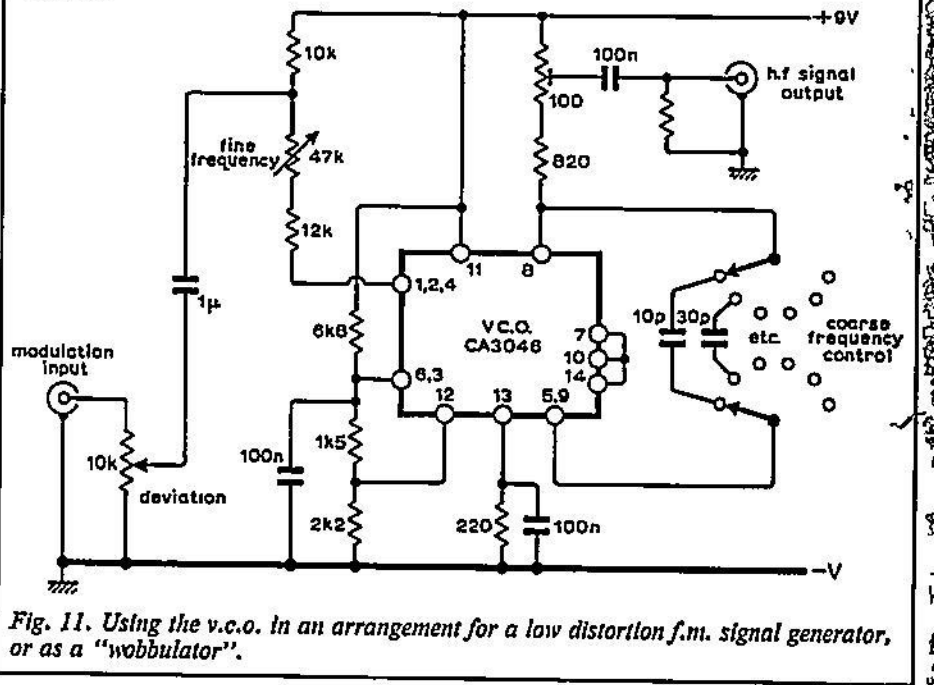 +9V
10k
100n
h.f signal
output
100
fine
frequency
47k
820
12k
11
8
1,2,4
1μ
6k8
V.C.O.
CA3046
7
10
14
10p
30p
etc.
coarse
frequency
control
modulation
input
6,3
12
13
5,9
1k5
100n
10k
deviation
2k2
220
100n
-V
Fig. 11. Using the v.c.o. in an arrangement for a low distortion f.m. signal generator,
or as a "wobbulator".